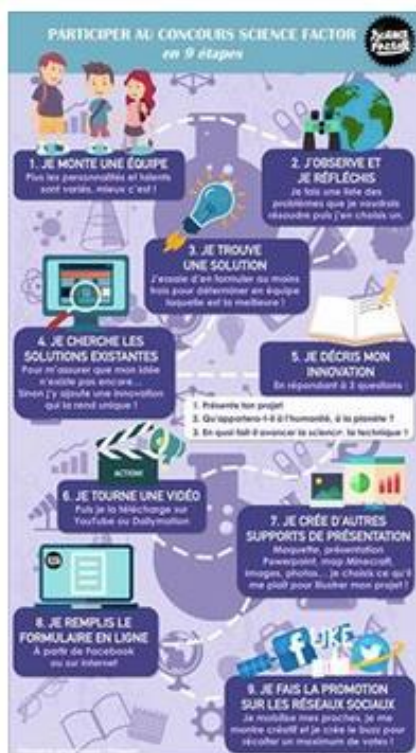 PARTICIPER AU CONCOURS SCIENCE FACTOR
en 9 étapes
SCIENCE
FACTOR
1. JE MONTE UNE ÉQUIPE
Plus les personnalités et talents
sont variés, mieux c'est !
2. J'OBSERVE ET
JE RÉFLÉCHIS
Je fais une liste des
problèmes que je voudrais
résoudre puis j'en choisis un.
3. JE TROUVE
UNE SOLUTION
J'essaie d'en formuler au moins
trois pour déterminer en équipe
laquelle est la meilleure !
4. JE CHERCHE LES
SOLUTIONS EXISTANTES
Pour m'assurer que mon idée
n'existe pas encore...
Sinon j'y ajoute une innovation
qui la rend unique !
5. JE DÉCRIS MON
INNOVATION
En répondant à 3 questions
1. Présente ton projet
2. Qu'apportera-t-il à l'humanité, à la planète ?
3. En quoi fait-il avancer la science, la technique ?
ACTION!
6. JE TOURNE UNE VIDÉO
Puis je la télécharge sur
YouTube ou Dailymotion
7. JE CRÉE D'AUTRES
SUPPORTS DE PRÉSENTATION
Maquette, présentation
Powerpoint, map Minecraft,
images, photos... je choisis ce qu'il
me plaît pour illustrer mon projet !
8. JE REMPLIS LE
FORMULAIRE EN LIGNE
À partir de Facebook
ou sur internet
LIKE
9. JE FAIS LA PROMOTION
SUR LES RÉSEAUX SOCIAUX
Je mobilise mes proches, je me
montre créatif et je crée le buzz pour
récolter un maximum de votes !